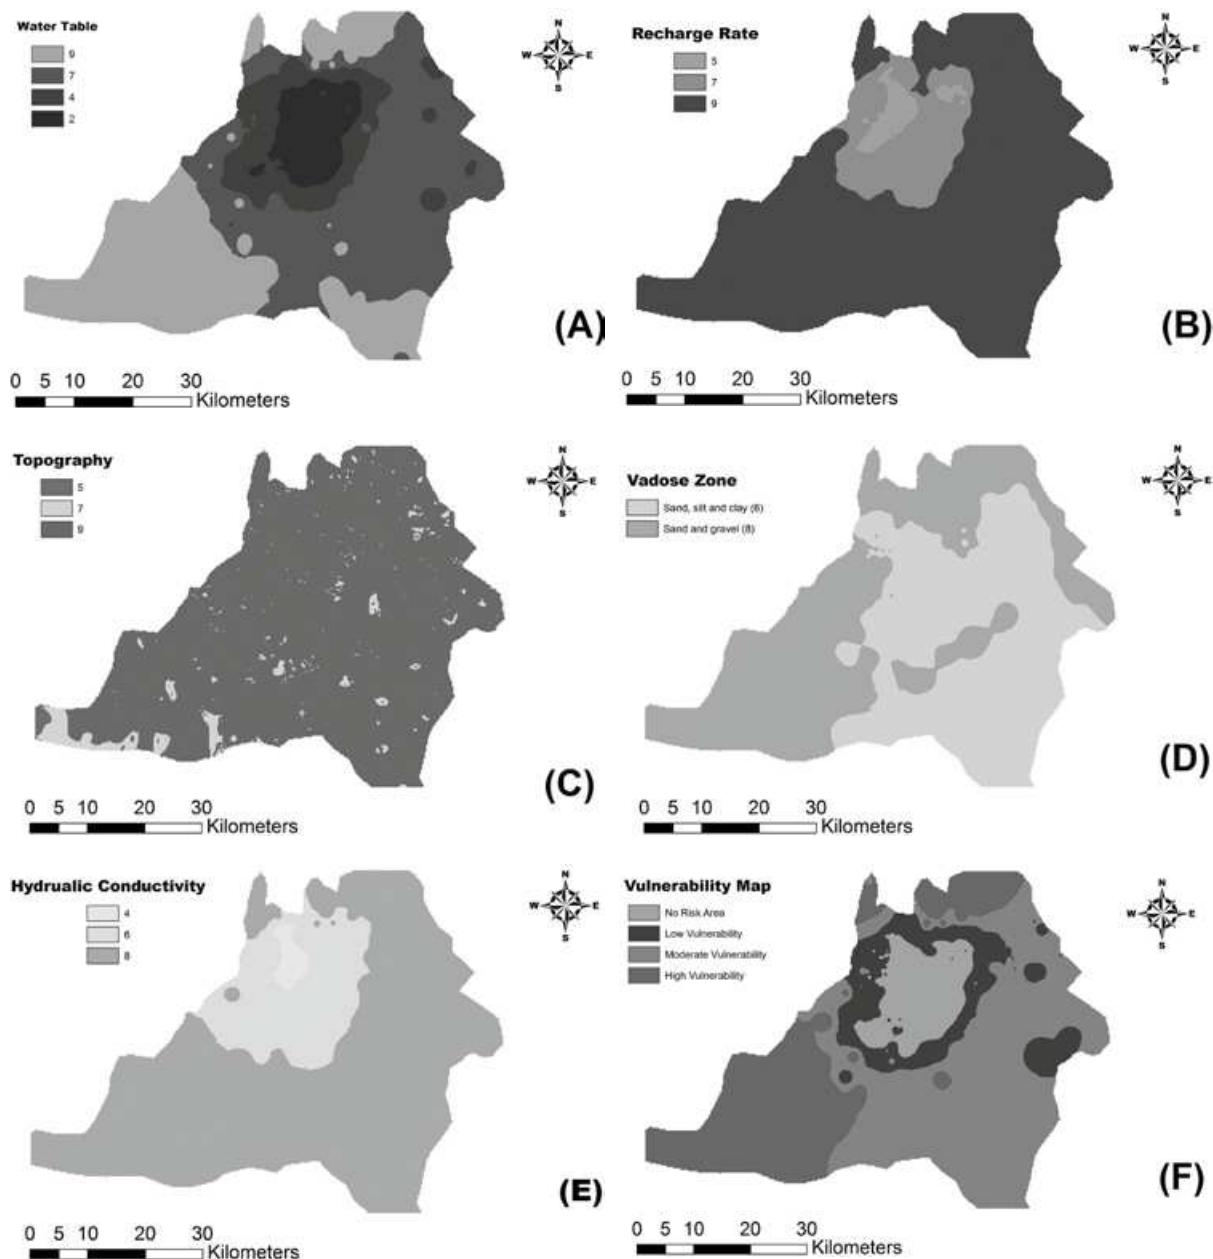 Water Table
9
7
4
2
N
W E
S
(A)
0 5 10 20 30
Kilometers
Recharge Rate
5
7
9
N
W E
S
(B)
0 5 10 20 30
Kilometers
Topography
5
7
9
N
W E
S
(C)
0 5 10 20 30
Kilometers
Vadose Zone
Sand, silt and clay (6)
Sand and gravel (8)
N
W E
S
(D)
0 5 10 20 30
Kilometers
Hydrualic Conductivity
4
6
8
N
W E
S
(E)
0 5 10 20 30
Kilometers
Vulnerability Map
No Risk Area
Low Vulnerability
Moderate Vulnerability
High Vulnerability
N
W E
S
(F)
0 5 10 20 30
Kilometers